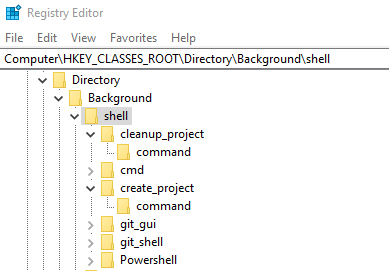 Registry Editor
File Edit View Favorites Help
Computer\HKEY_CLASSES_ROOT\Directory\Background\shell
Directory
Background
shell
cleanup_project
command
cmd
create_project
command
git_gui
git_shell
Powershell